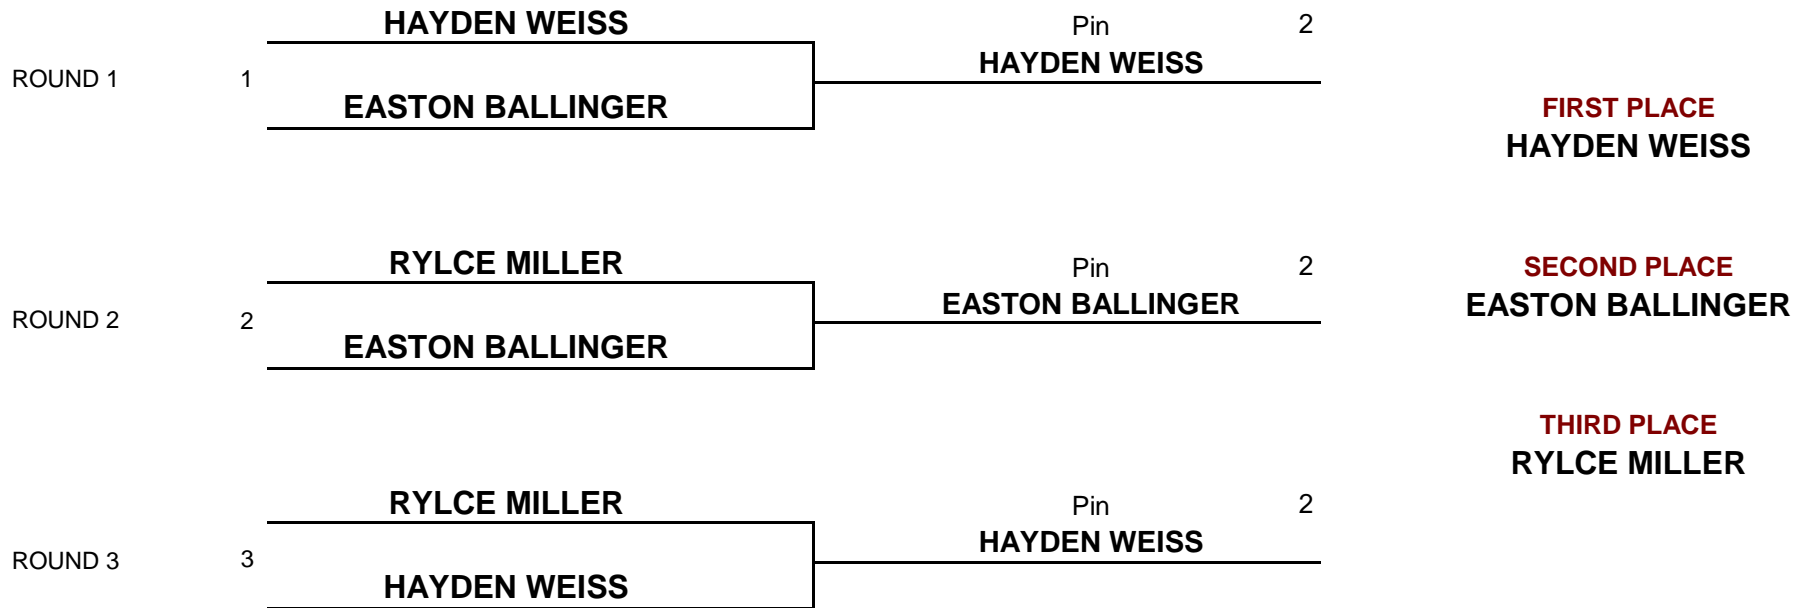 HAYDEN WEISS
Pin 2
HAYDEN WEISS
ROUND 1 1
EASTON BALLINGER
FIRST PLACE
HAYDEN WEISS
RYLCE MILLER
Pin 2
SECOND PLACE
EASTON BALLINGER
EASTON BALLINGER
ROUND 2 2
EASTON BALLINGER
THIRD PLACE
RYLCE MILLER
RYLCE MILLER
Pin 2
HAYDEN WEISS
ROUND 3 3
HAYDEN WEISS